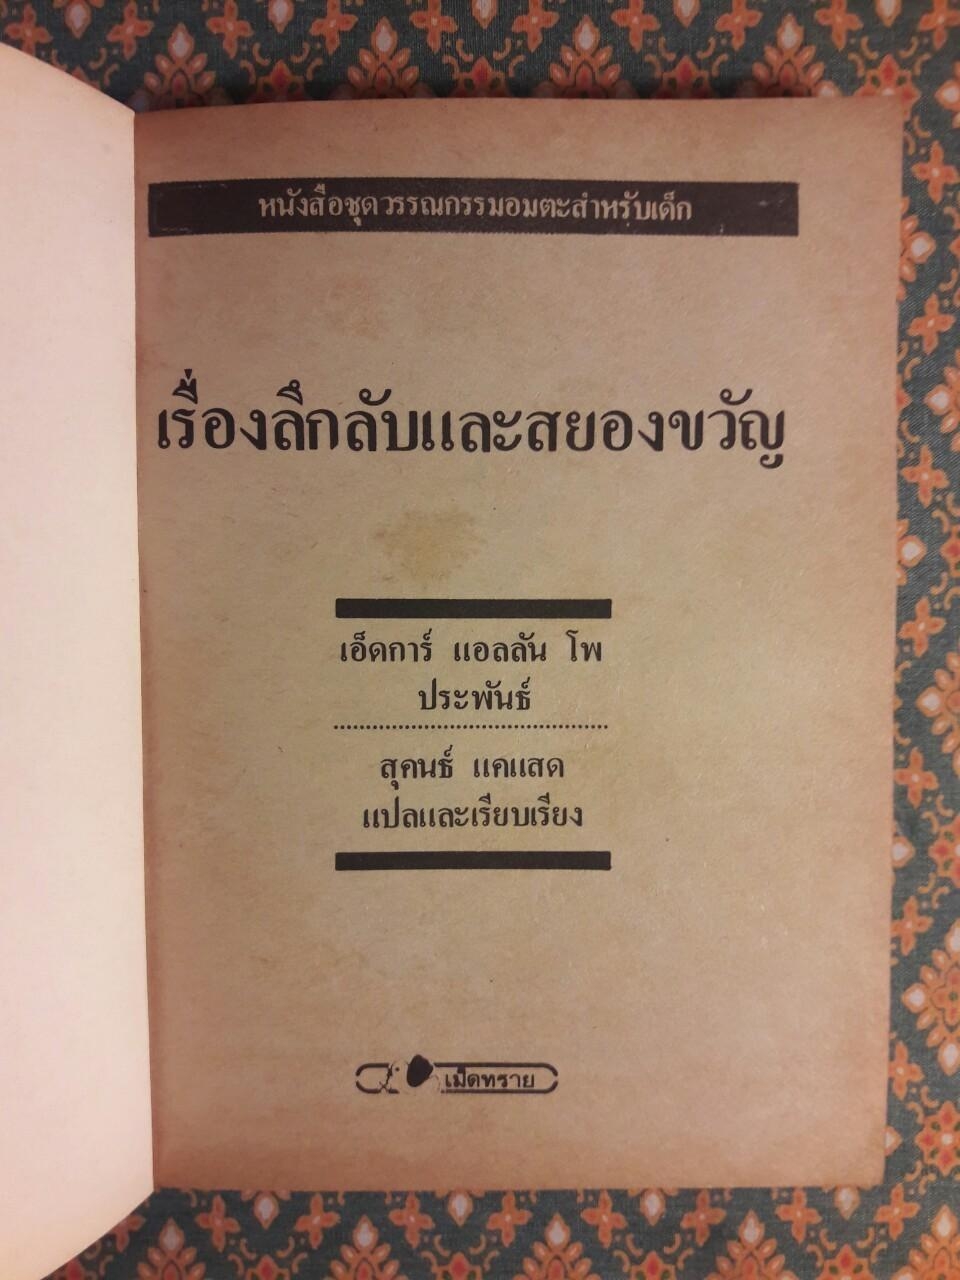 หนังสือชุดวรรณกรรมอมตะสำหรับเด็ก
เรื่องลึกลับและสยองขวัญ
เอ็ดการ์ แอลลัน โพ
ประพันธ์
สุคนธ์ แคแสด
แปลและเรียบเรียง
เม็ดทราย